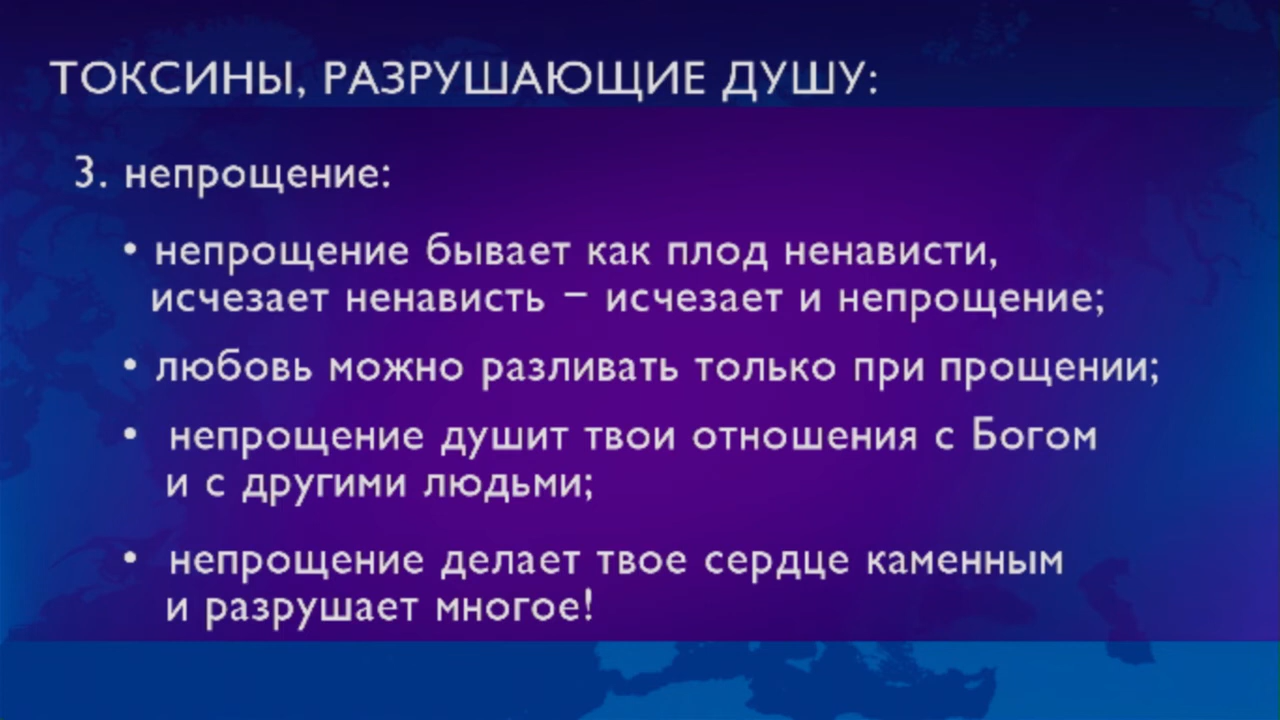 ТОКСИНЫ, РАЗРУШАЮЩИЕ ДУШУ:
3. непрощение:
• непрощение бывает как плод ненависти,
исчезает ненависть – исчезает и непрощение;
• любовь можно разливать только при прощении;
• непрощение душит твои отношения с Богом
и с другими людьми;
• непрощение делает твое сердце каменным
и разрушает многое!